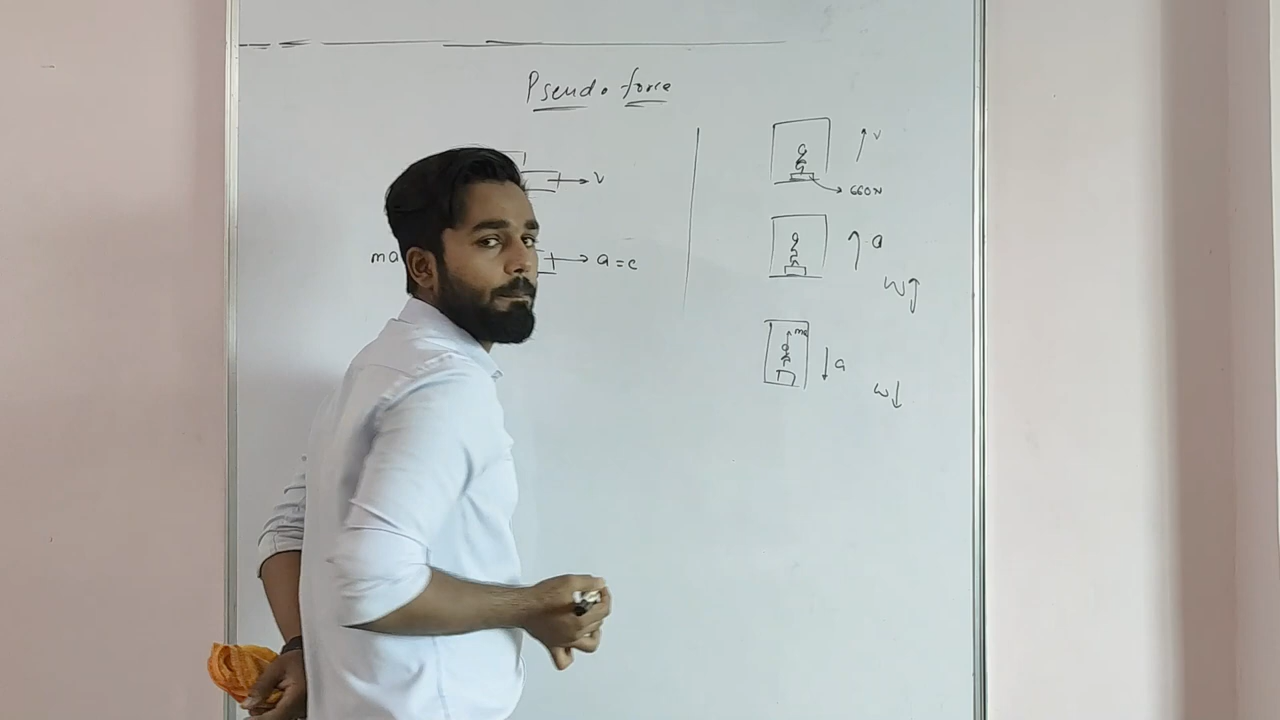 Pseudo force
v
ma
a = c
v
660N
a
W↑
ma
a
W↓